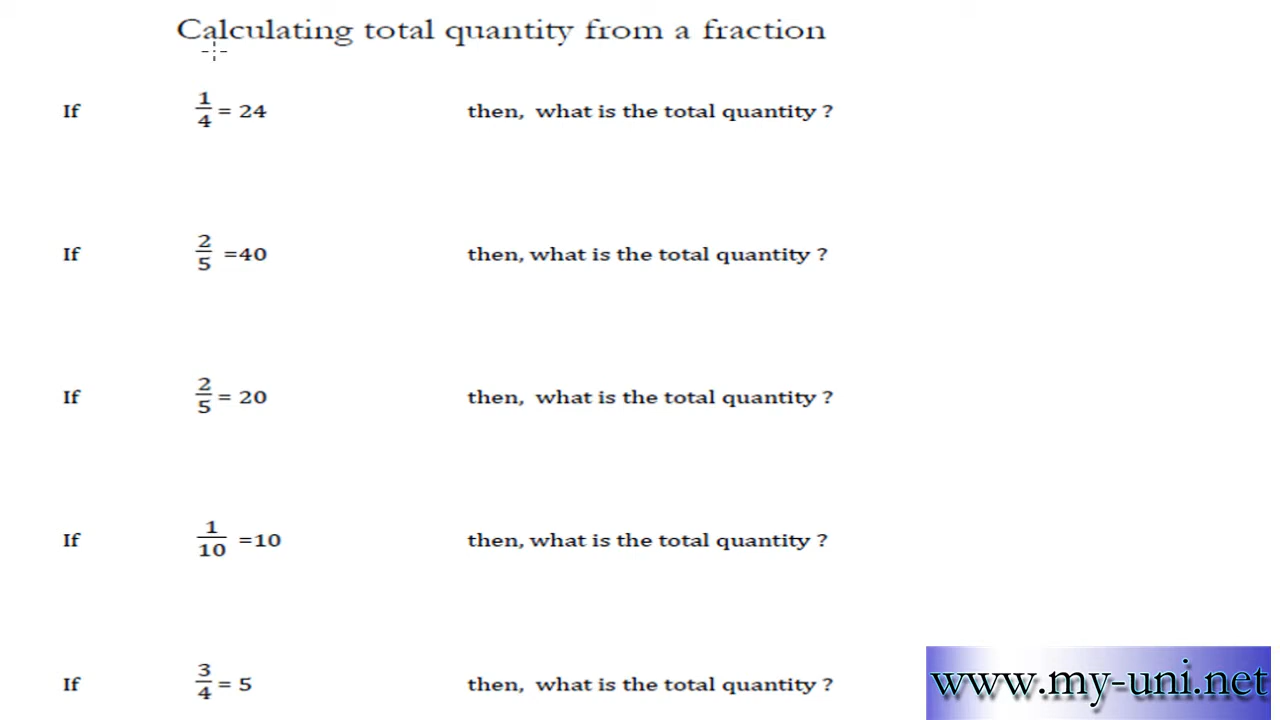 Calculating total quantity from a fraction
If 1/4 = 24 then, what is the total quantity ?
If 2/5 =40 then, what is the total quantity ?
If 2/5 = 20 then, what is the total quantity ?
If 1/10 =10 then, what is the total quantity ?
If 3/4 = 5 then, what is the total quantity ?
www.my-uni.net